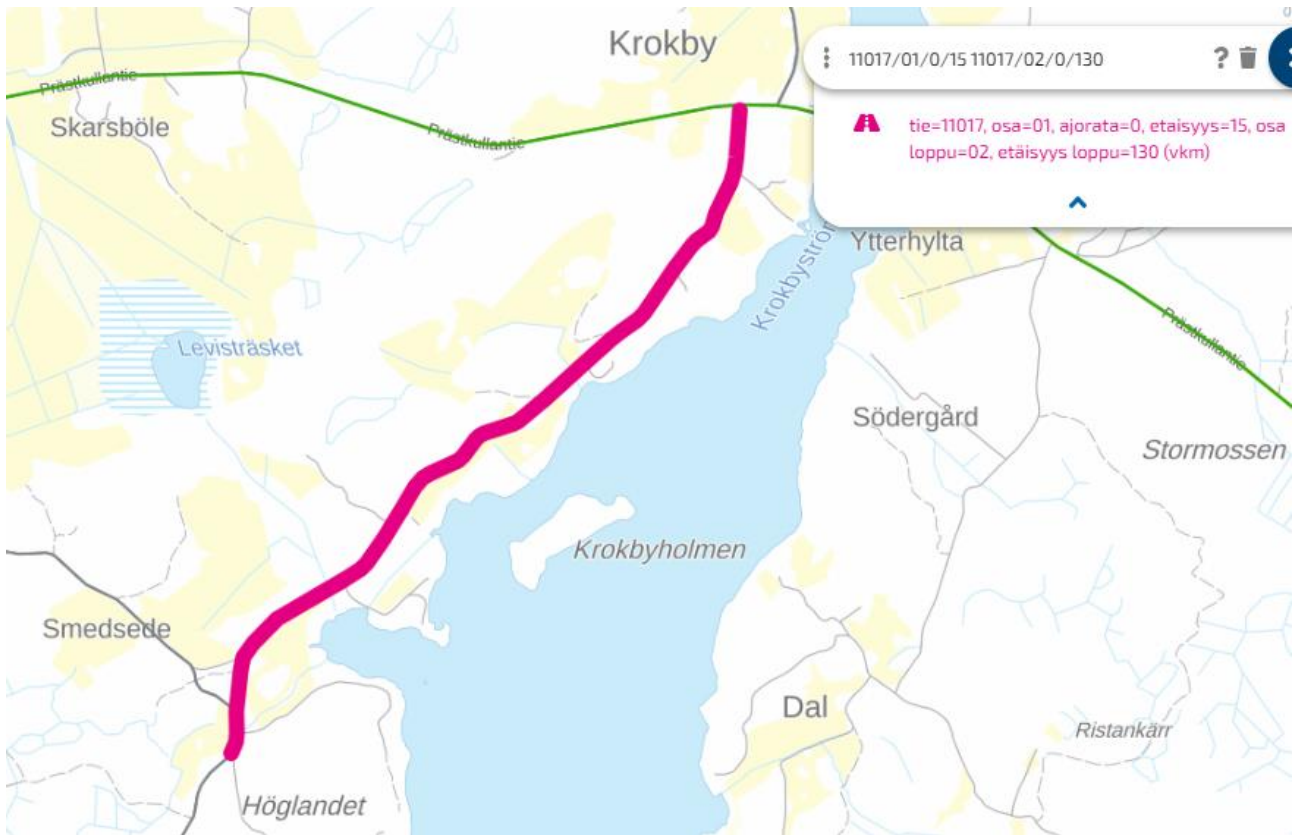 Krokby
11017/01/0/15 11017/02/0/130
?
Prästkullantie
Skarsböle
Prästkullantie
tie=11017, osa=01, ajorata=0, etaisyys=15, osa
loppu=02, etäisyys loppu=130 (vkm)
Ytterhylta
Krokbyström
Levisträsket
Prästkullantie
Södergård
Stormossen
Krokbyholmen
Smedsede
Dal
Ristankärr
Höglandet